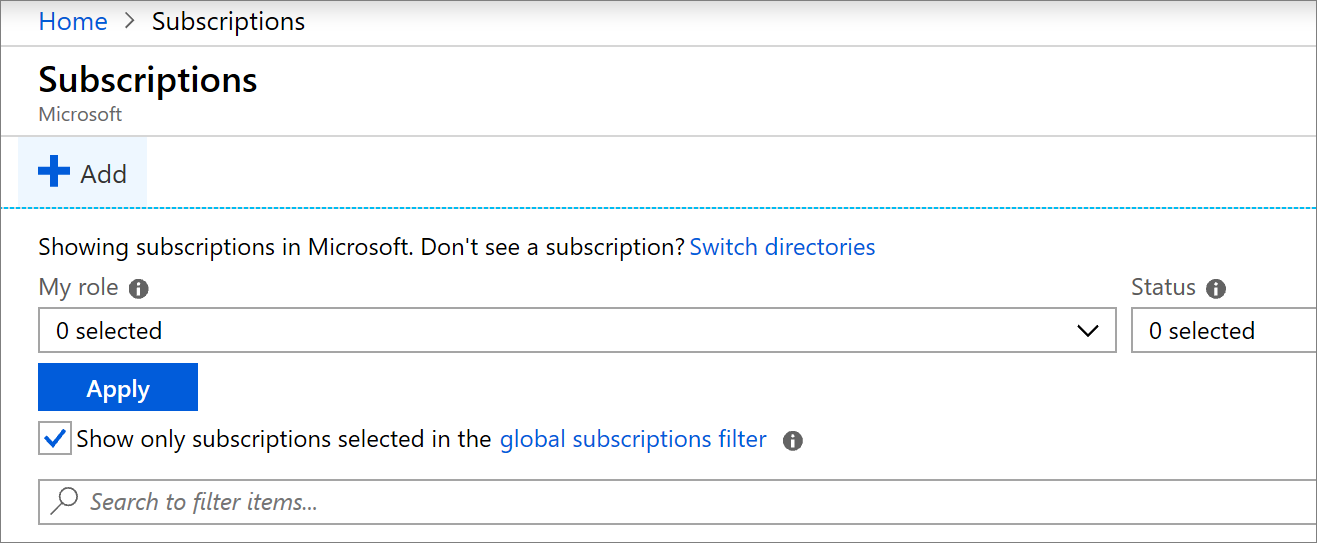 Home > Subscriptions
Subscriptions
Microsoft
Add
Showing subscriptions in Microsoft. Don't see a subscription? Switch directories
My role
Status
0 selected
0 selected
Apply
Show only subscriptions selected in the global subscriptions filter
Search to filter items...